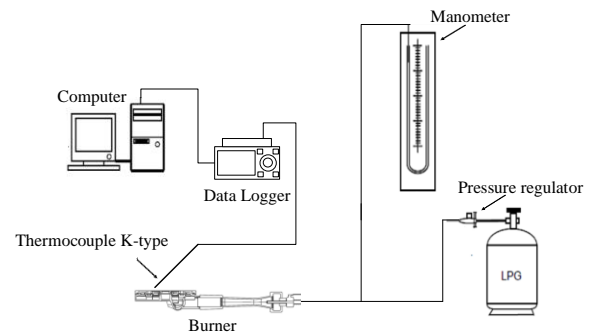 Manometer
Computer
Data Logger
Pressure regulator
Thermocouple K-type
LPG
Burner